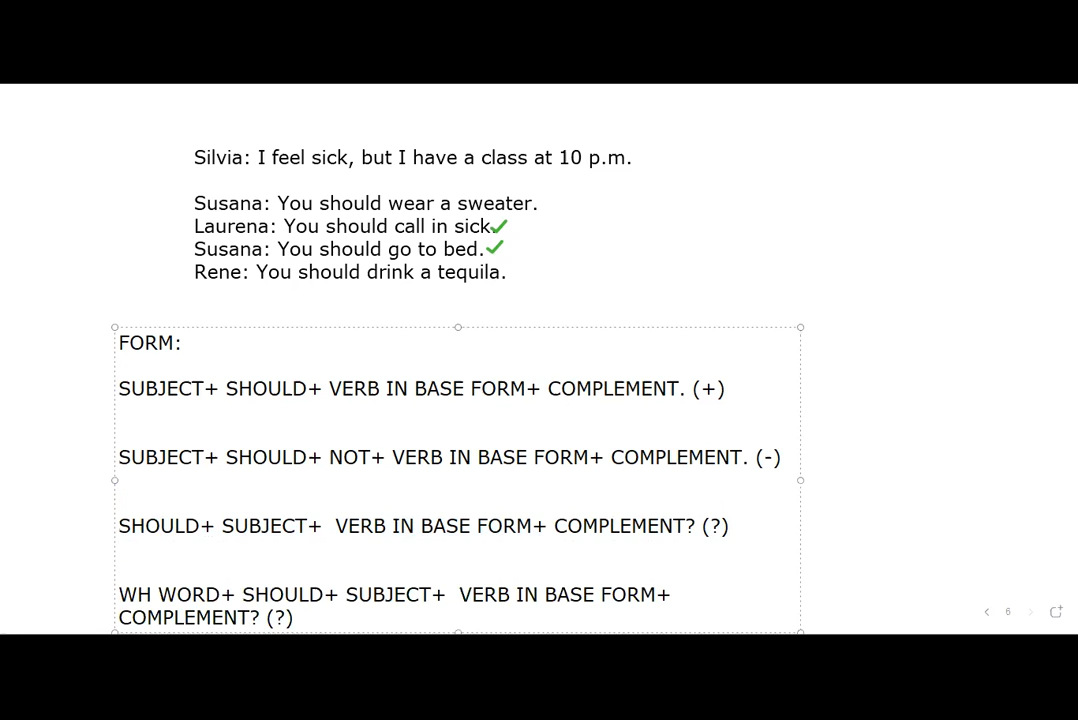 Silvia: I feel sick, but I have a class at 10 p.m.
Susana: You should wear a sweater.
Laurena: You should call in sick.
Susana: You should go to bed.
Rene: You should drink a tequila.
FORM:
SUBJECT+ SHOULD+ VERB IN BASE FORM+ COMPLEMENT. (+)
SUBJECT+ SHOULD+ NOT+ VERB IN BASE FORM+ COMPLEMENT. (-)
SHOULD+ SUBJECT+ VERB IN BASE FORM+ COMPLEMENT? (?)
WH WORD+ SHOULD+ SUBJECT+ VERB IN BASE FORM+
COMPLEMENT? (?)
6